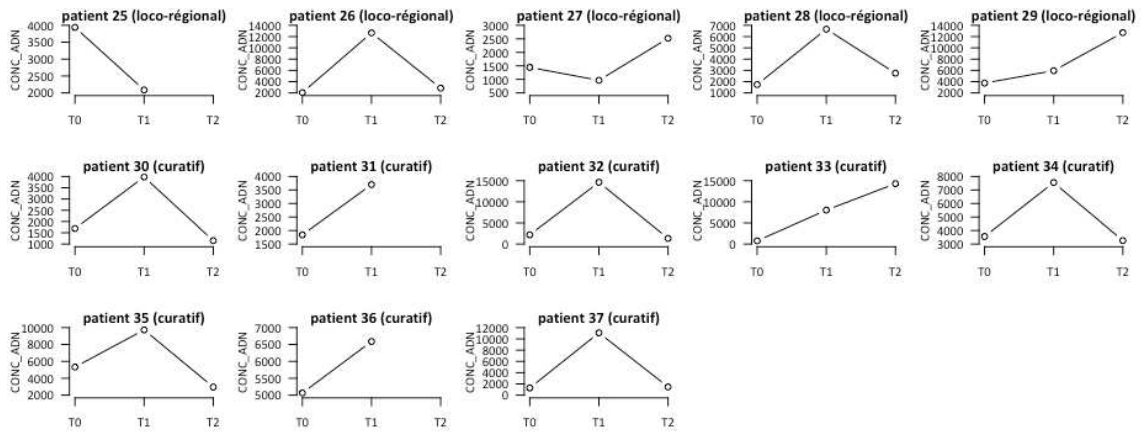 patient 25 (loco-régional)
CONC_ADN
4000
3500
3000
2500
2000
T0 T1 T2
patient 26 (loco-régional)
CONC_ADN
14000
12000
10000
8000
6000
4000
2000
T0 T1 T2
patient 27 (loco-régional)
CONC_ADN
3000
2500
2000
1500
1000
500
T0 T1 T2
patient 28 (loco-régional)
CONC_ADN
7000
6000
5000
4000
3000
2000
1000
T0 T1 T2
patient 29 (loco-régional)
CONC_ADN
14000
12000
10000
8000
6000
4000
2000
T0 T1 T2
patient 30 (curatif)
CONC_ADN
4000
3500
3000
2500
2000
1500
1000
T0 T1 T2
patient 31 (curatif)
CONC_ADN
4000
3500
3000
2500
2000
1500
T0 T1 T2
patient 32 (curatif)
CONC_ADN
15000
10000
5000
0
T0 T1 T2
patient 33 (curatif)
CONC_ADN
15000
10000
5000
0
T0 T1 T2
patient 34 (curatif)
CONC_ADN
8000
7000
6000
5000
4000
3000
T0 T1 T2
patient 35 (curatif)
CONC_ADN
10000
8000
6000
4000
2000
T0 T1 T2
patient 36 (curatif)
CONC_ADN
7000
6500
6000
5500
5000
T0 T1 T2
patient 37 (curatif)
CONC_ADN
12000
10000
8000
6000
4000
2000
0
T0 T1 T2